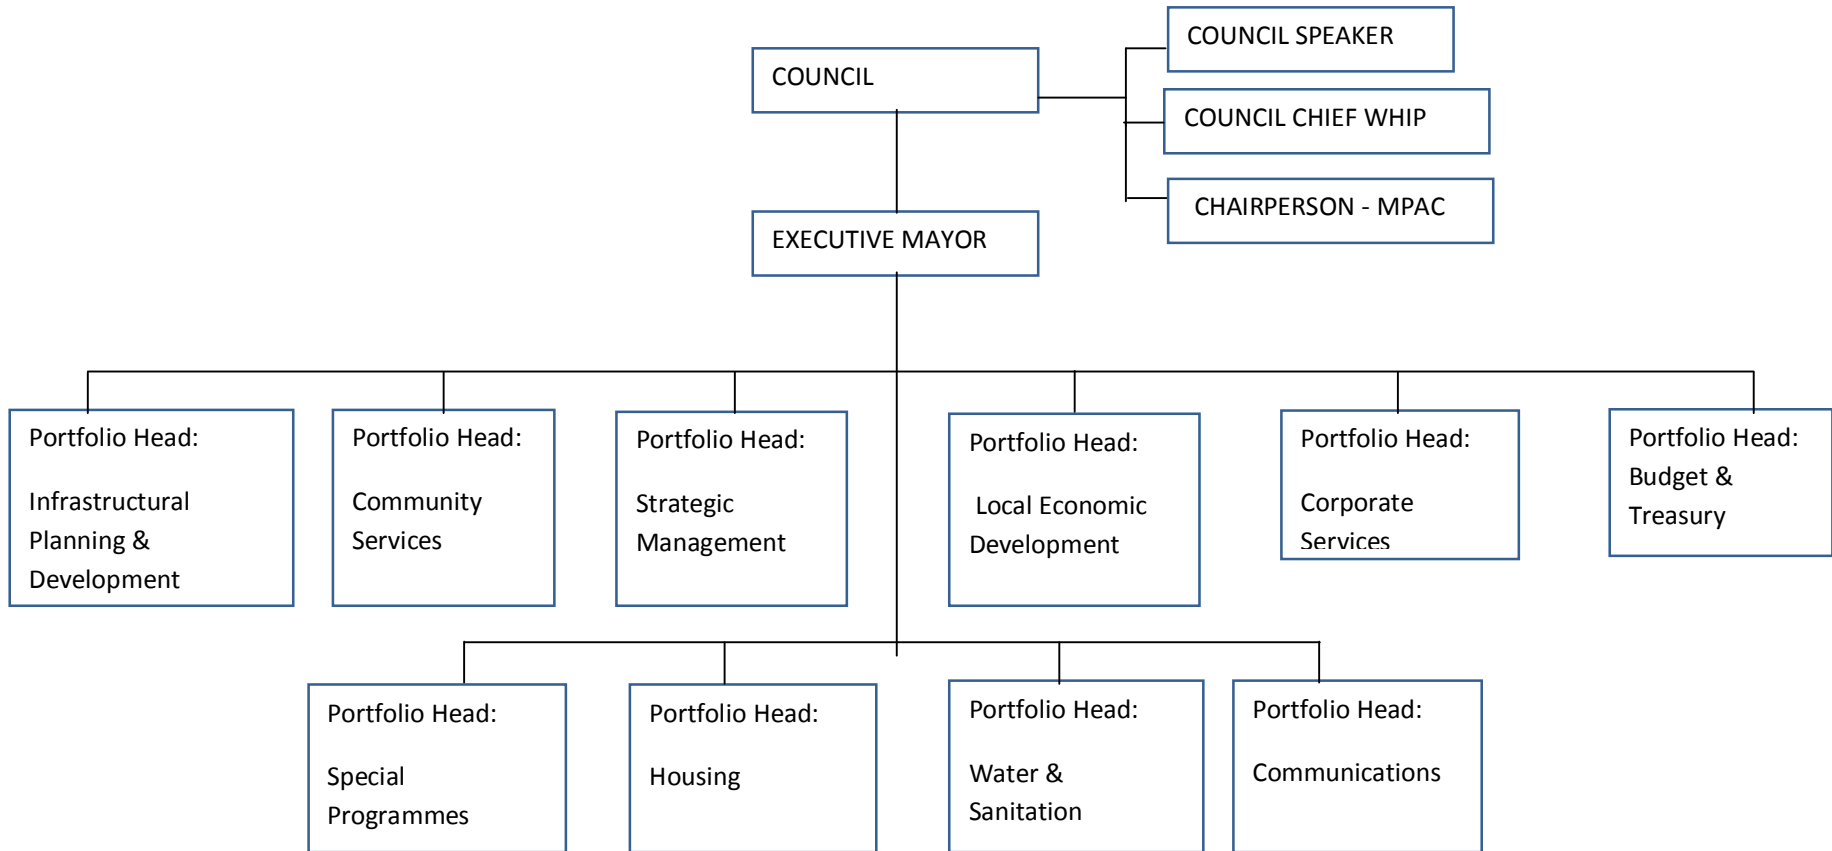 COUNCIL
COUNCIL SPEAKER
COUNCIL CHIEF WHIP
CHAIRPERSON - MPAC
EXECUTIVE MAYOR
Portfolio Head:
Infrastructural
Planning &
Development
Portfolio Head:
Community
Services
Portfolio Head:
Strategic
Management
Portfolio Head:
Local Economic
Development
Portfolio Head:
Corporate
Services
Portfolio Head:
Budget &
Treasury
Portfolio Head:
Special
Programmes
Portfolio Head:
Housing
Portfolio Head:
Water &
Sanitation
Portfolio Head:
Communications